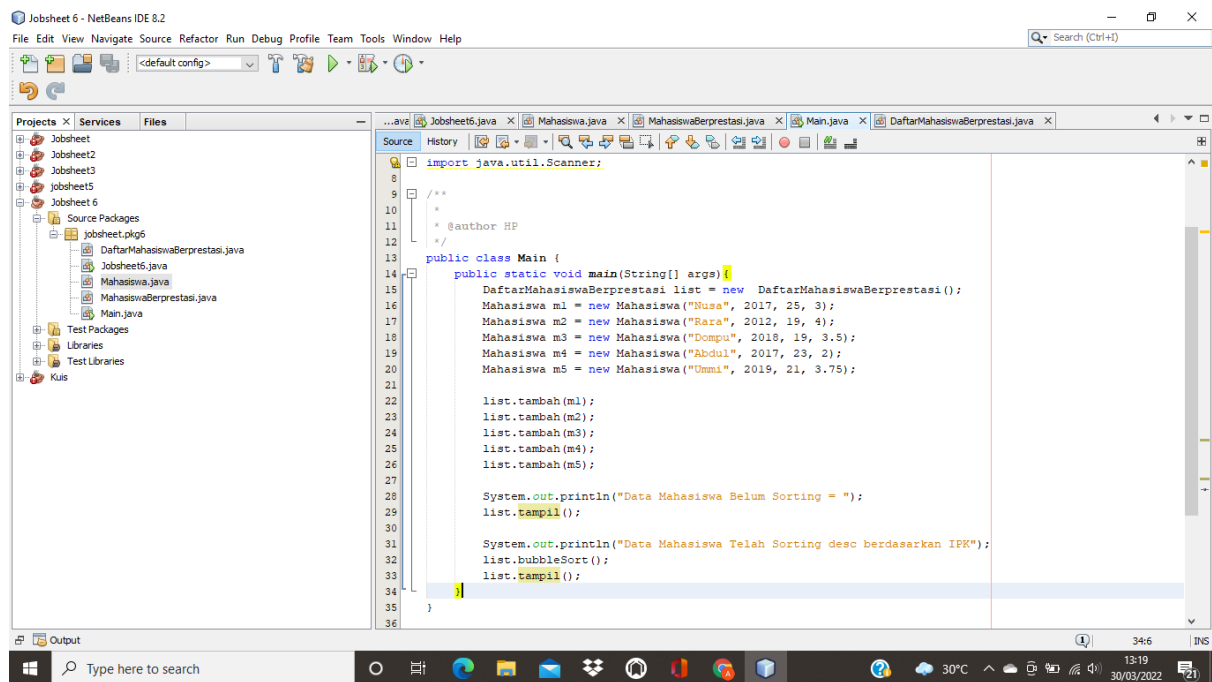 Jobsheet 6 - NetBeans IDE 8.2
File Edit View Navigate Source Refactor Run Debug Profile Team Tools Window Help
Search (Ctrl+I)
<default config>
Projects Services Files
...ava Jobsheet6.java Mahasiswa.java MahasiswaBerprestasi.java Main.java DaftarMahasiswaBerprestasi.java
Jobsheet
Jobsheet2
Jobsheet3
jobsheet5
Jobsheet 6
Source Packages
jobsheet.pkg6
DaftarMahasiswaBerprestasi.java
Jobsheet6.java
Mahasiswa.java
MahasiswaBerprestasi.java
Main.java
Test Packages
Libraries
Test Libraries
Kuis
Source History
import java.util.Scanner;
8
9 /**
10 *
11 * @author HP
12 */
13 public class Main {
14 public static void main(String[] args){
15 DaftarMahasiswaBerprestasi list = new DaftarMahasiswaBerprestasi();
16 Mahasiswa m1 = new Mahasiswa("Nusa", 2017, 25, 3);
17 Mahasiswa m2 = new Mahasiswa("Rara", 2012, 19, 4);
18 Mahasiswa m3 = new Mahasiswa("Dompu", 2018, 19, 3.5);
19 Mahasiswa m4 = new Mahasiswa("Abdul", 2017, 23, 2);
20 Mahasiswa m5 = new Mahasiswa("Ummi", 2019, 21, 3.75);
21
22 list.tambah(m1);
23 list.tambah(m2);
24 list.tambah(m3);
25 list.tambah(m4);
26 list.tambah(m5);
27
28 System.out.println("Data Mahasiswa Belum Sorting = ");
29 list.tampil();
30
31 System.out.println("Data Mahasiswa Telah Sorting desc berdasarkan IPK");
32 list.bubbleSort();
33 list.tampil();
34 }
35 }
36
Output
1 34:6 INS
Type here to search
30°C
13:19
30/03/2022
21